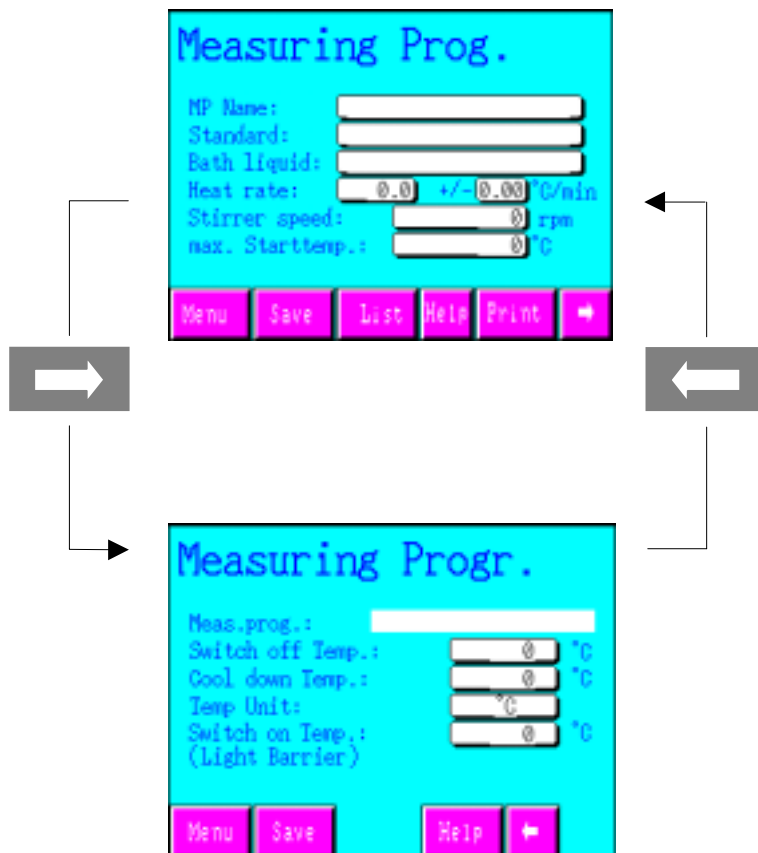 Measuring Prog.
MP Name:
Standard:
Bath liquid:
Heat rate: 0.0 +/- 0.00 °C/min
Stirrer speed: 0 rpm
max. Starttemp.: 0 °C
Menu Save List Help Print
Measuring Progr.
Meas.prog.:
Switch off Temp.: 0 °C
Cool down Temp.: 0 °C
Temp Unit: °C
Switch on Temp.: 0 °C
(Light Barrier)
Menu Save Help